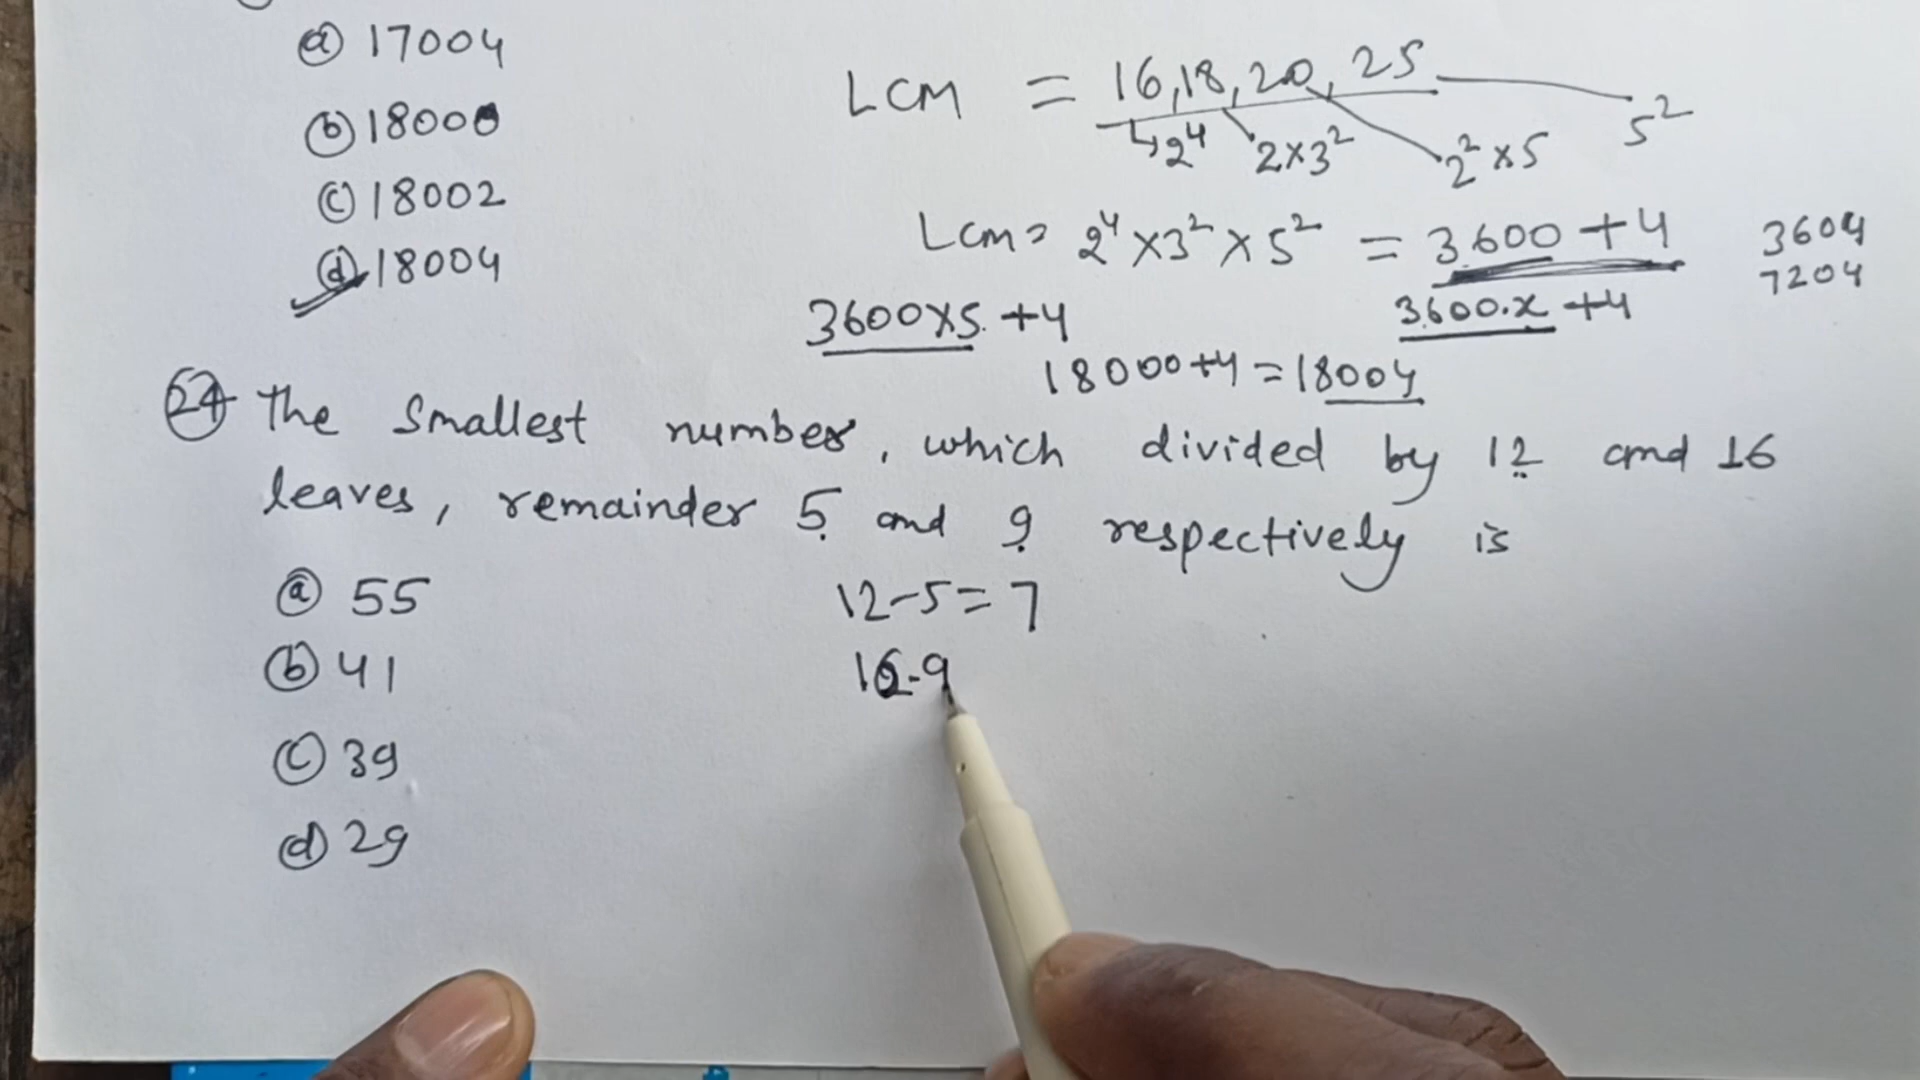 ⓐ 17004
ⓑ 18000
ⓒ 18002
ⓓ 18004
LCM = 16,18,20,25
2⁴ 2×3² 2²×5 5²
Lcm = 2⁴×3²×5² = 3600+4
3604
7204
3600×5+4
3600.x+4
18000+4=18004
24 The Smallest number, which divided by 12 and 16
leaves, remainder 5 and 9 respectively is
ⓐ 55
ⓑ 41
ⓒ 39
ⓓ 29
12-5=7
16-9